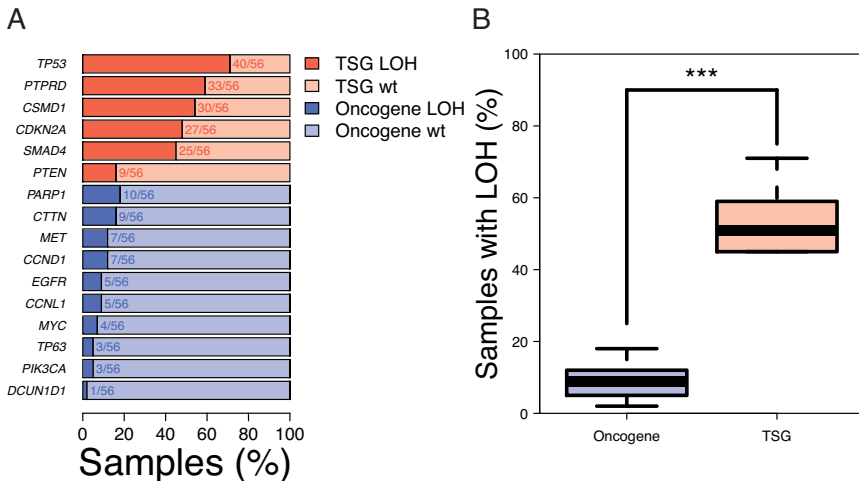 A
TP53 40/56
PTPRD 33/56
CSMD1 30/56
CDKN2A 27/56
SMAD4 25/56
PTEN 9/56
PARP1 10/56
CTTN 9/56
MET 7/56
CCND1 7/56
EGFR 5/56
CCNL1 5/56
MYC 4/56
TP63 3/56
PIK3CA 3/56
DCUN1D1 1/56
0 20 40 60 80 100
Samples (%)
TSG LOH
TSG wt
Oncogene LOH
Oncogene wt
B
Samples with LOH (%)
100
80
60
40
20
0
***
Oncogene TSG